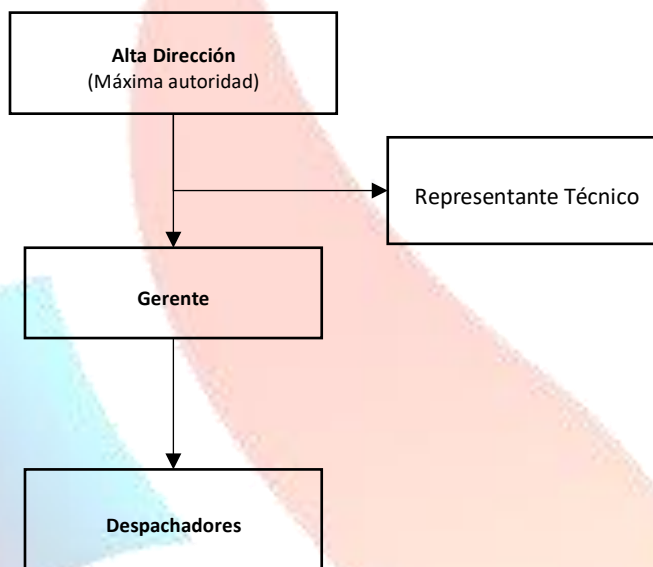 Alta Dirección
(Máxima autoridad)
Representante Técnico
Gerente
Despachadores